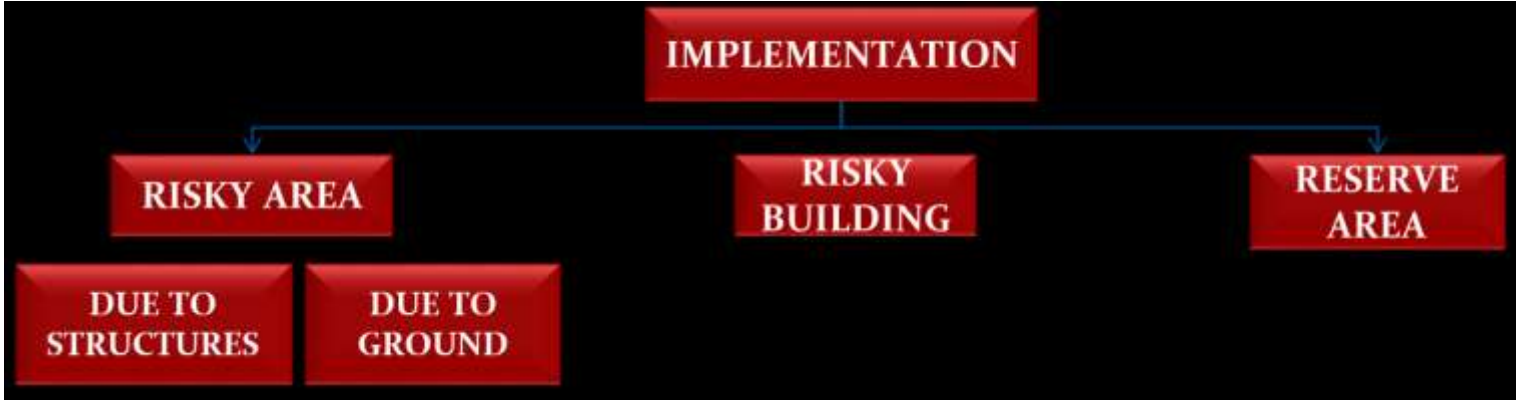 IMPLEMENTATION
RISKY AREA
RISKY
BUILDING
RESERVE
AREA
DUE TO
STRUCTURES
DUE TO
GROUND